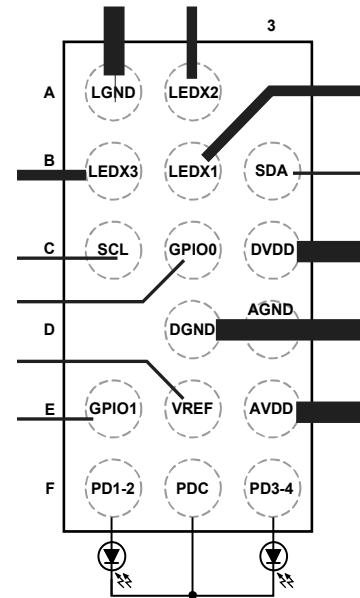 3
A LGND LEDX2
B LEDX3 LEDX1 SDA
C SCL GPIO0 DVDD
D DGND AGND
E GPIO1 VREF AVDD
F PD1-2 PDC PD3-4